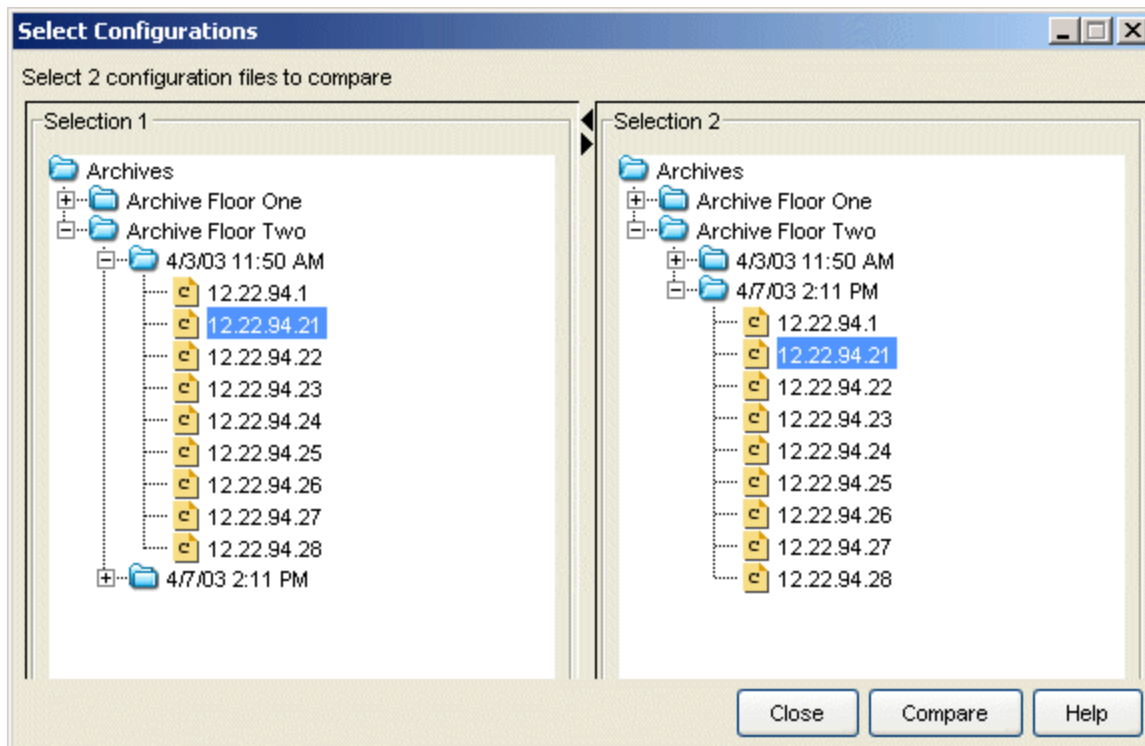 Select Configurations
Select 2 configuration files to compare
Selection 1
Archives
Archive Floor One
Archive Floor Two
4/3/03 11:50 AM
12.22.94.1
12.22.94.21
12.22.94.22
12.22.94.23
12.22.94.24
12.22.94.25
12.22.94.26
12.22.94.27
12.22.94.28
4/7/03 2:11 PM
Selection 2
Archives
Archive Floor One
Archive Floor Two
4/3/03 11:50 AM
4/7/03 2:11 PM
12.22.94.1
12.22.94.21
12.22.94.22
12.22.94.23
12.22.94.24
12.22.94.25
12.22.94.26
12.22.94.27
12.22.94.28
Close Compare Help